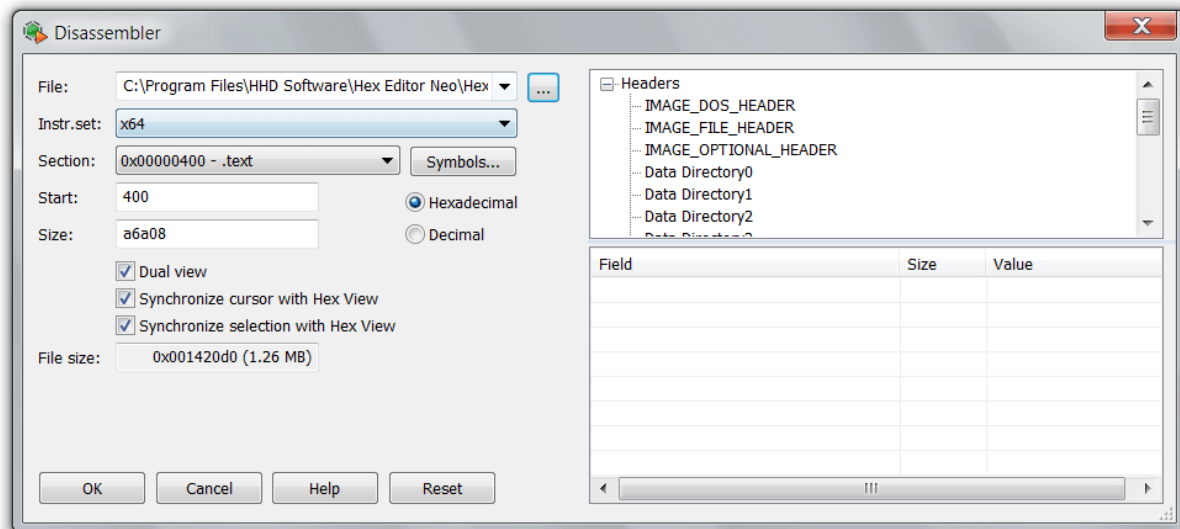 Disassembler
File: C:\Program Files\HHD Software\Hex Editor Neo\Hex ...
Instr.set: x64
Section: 0x00000400 - .text Symbols...
Start: 400 Hexadecimal
Size: a6a08 Decimal
Dual view
Synchronize cursor with Hex View
Synchronize selection with Hex View
File size: 0x001420d0 (1.26 MB)
OK Cancel Help Reset
Headers
IMAGE_DOS_HEADER
IMAGE_FILE_HEADER
IMAGE_OPTIONAL_HEADER
Data Directory0
Data Directory1
Data Directory2
Field Size Value